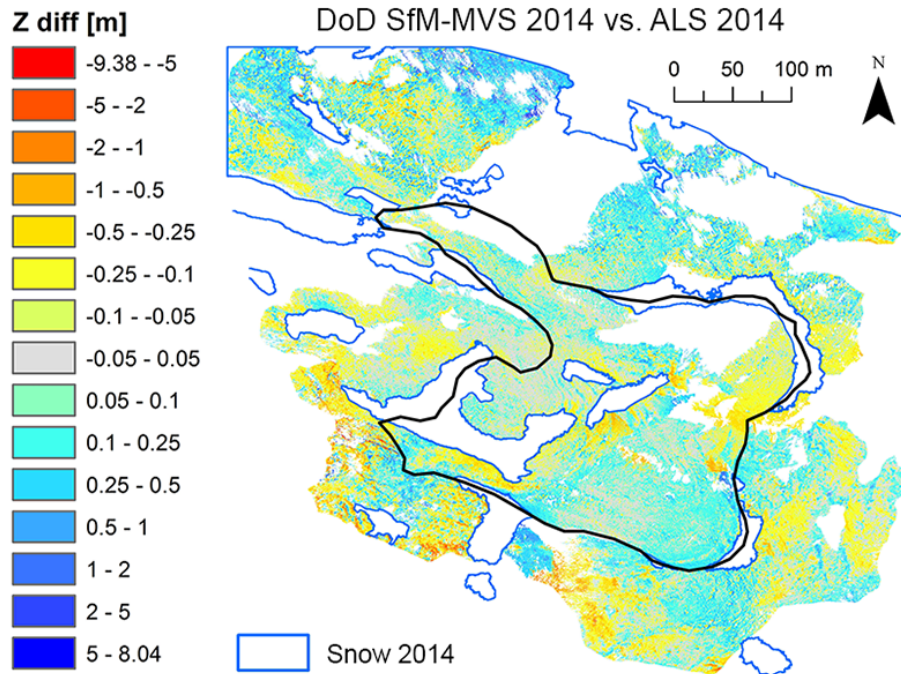 Z diff [m]
DoD SfM-MVS 2014 vs. ALS 2014
-9.38 - -5
-5 - -2
-2 - -1
-1 - -0.5
-0.5 - -0.25
-0.25 - -0.1
-0.1 - -0.05
-0.05 - 0.05
0.05 - 0.1
0.1 - 0.25
0.25 - 0.5
0.5 - 1
1 - 2
2 - 5
5 - 8.04
0 50 100 m
N
Snow 2014